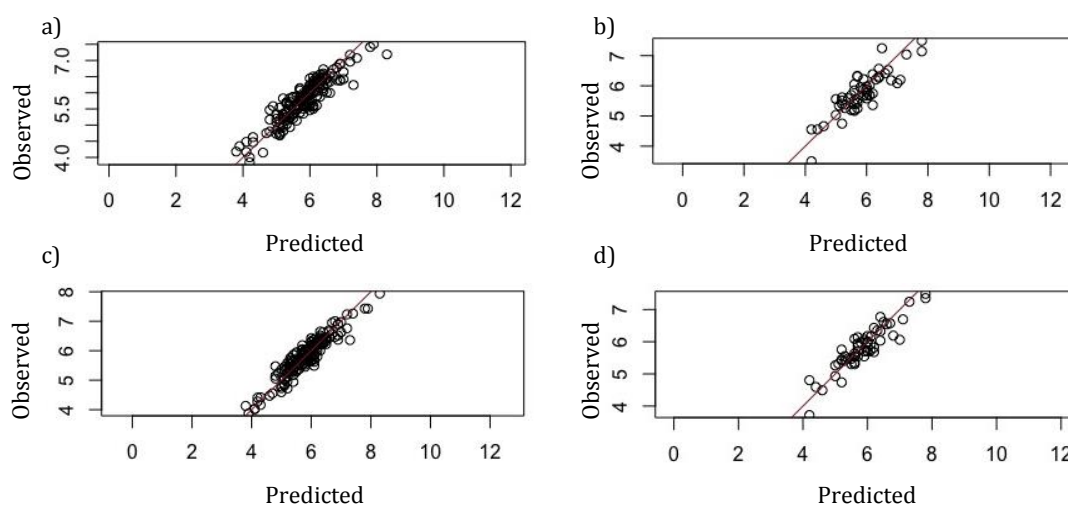 a)
b)
Observed
4.0 5.5 7.0
0 2 4 6 8 10 12
Predicted
Observed
4 5 6 7
0 2 4 6 8 10 12
Predicted
c)
d)
Observed
4 5 6 7 8
0 2 4 6 8 10 12
Predicted
Observed
4 5 6 7
0 2 4 6 8 10 12
Predicted